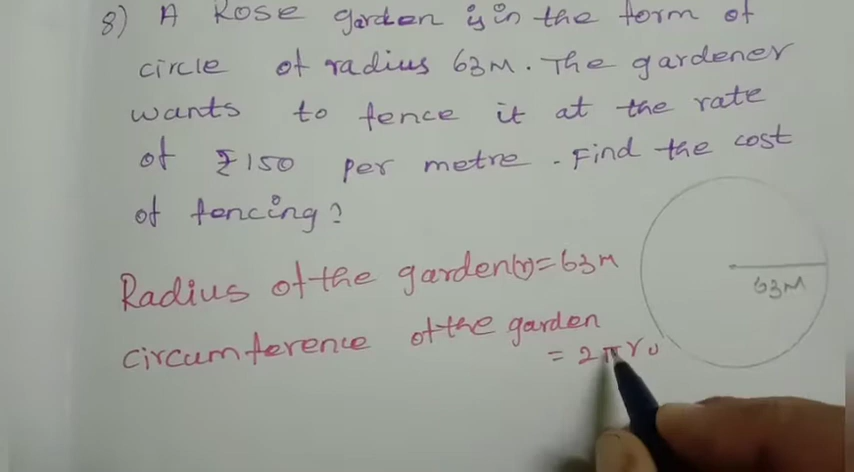 8) A Rose garden is in the form of
circle of radius 63M. The gardener
wants to fence it at the rate
of ₹150 per metre. Find the cost
of fencing?
63M
Radius of the garden(r)=63M
circumference of the garden
= 2πr